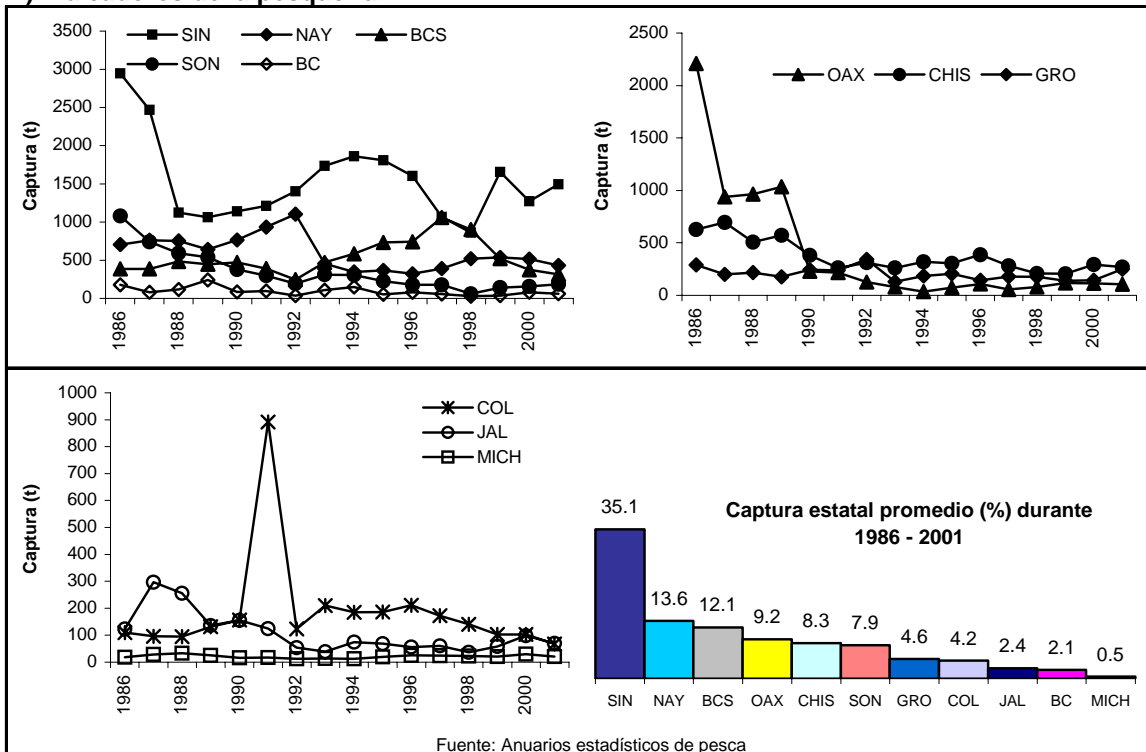 Indicadores de la pesquería
3500
3000
2500
2000
1500
1000
500
0
Captura (t)
SIN NAY BCS
SON BC
1986 1988 1990 1992 1994 1996 1998 2000
2500
2000
1500
1000
500
0
Captura (t)
OAX CHIS GRO
1986 1988 1990 1992 1994 1996 1998 2000
1000
900
800
700
600
500
400
300
200
100
0
Captura (t)
COL
JAL
MICH
1986 1988 1990 1992 1994 1996 1998 2000
Captura estatal promedio (%) durante
1986 - 2001
35.1 13.6 12.1 9.2 8.3 7.9 4.6 4.2 2.4 2.1 0.5
SIN NAY BCS OAX CHIS SON GRO COL JAL BC MICH
Fuente: Anuarios estadísticos de pesca